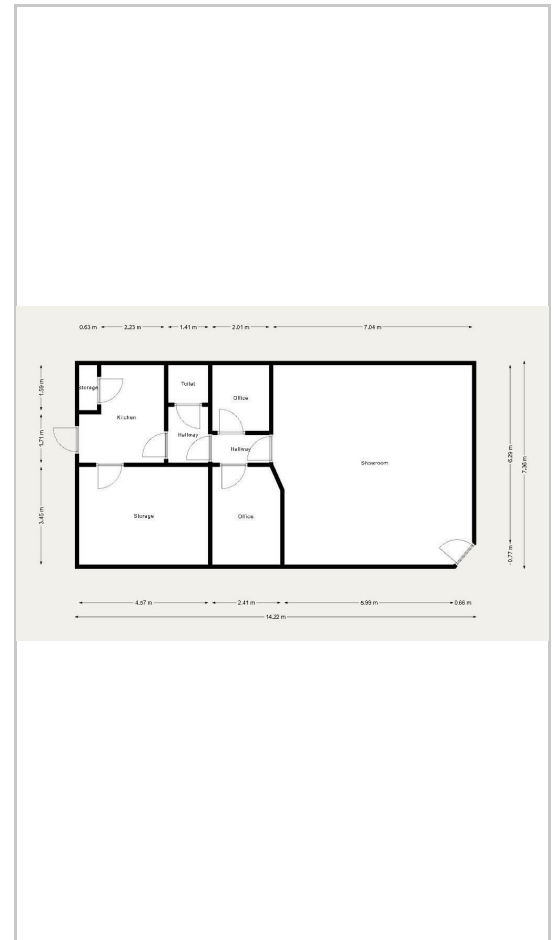 0.63 m
2.23 m
1.41 m
2.01 m
7.04 m
1.59 m
1.71 m
3.45 m
Storage
Kitchen
Toilet
Hallway
Office
Hallway
Showroom
Storage
Office
6.29 m
0.77 m
7.36 m
4.57 m
2.41 m
5.99 m
0.66 m
14.22 m